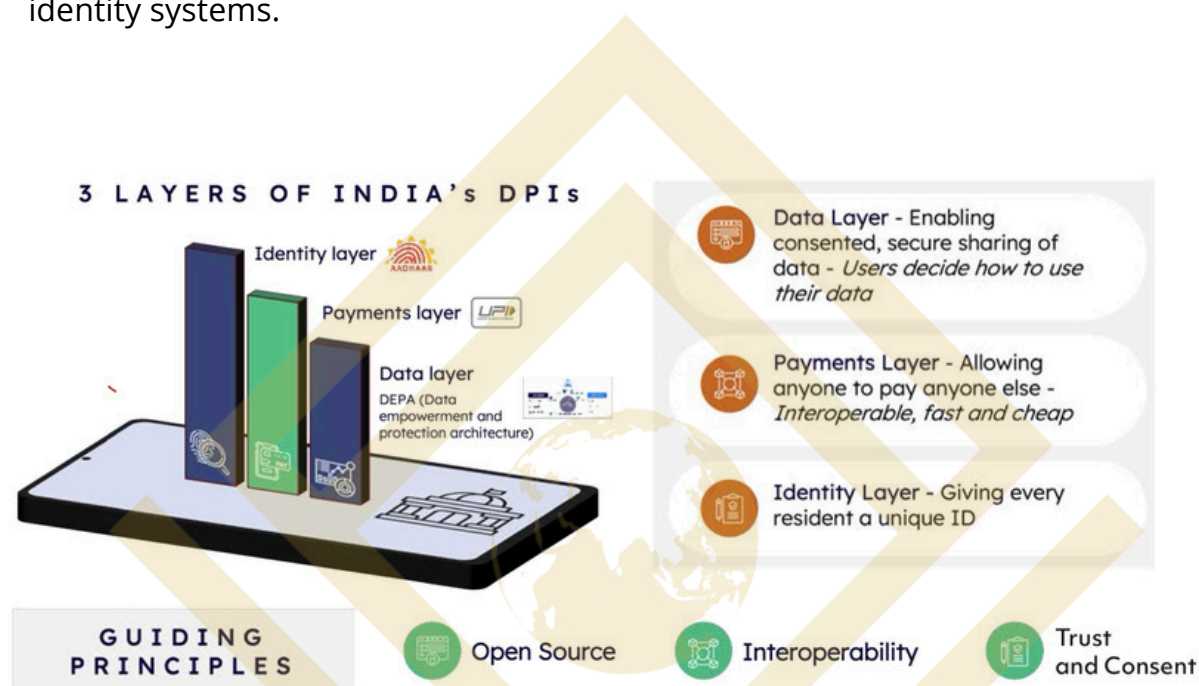 identity systems.
3 LAYERS OF INDIA's DPIs
Identity layer
AADHAAR
Payments layer
UPI
Data layer
DEPA (Data
empowerment and
protection architecture)
Data Layer - Enabling
consented, secure sharing of
data - Users decide how to use
their data
Payments Layer - Allowing
anyone to pay anyone else -
Interoperable, fast and cheap
Identity Layer - Giving every
resident a unique ID
GUIDING
PRINCIPLES
Open Source
Interoperability
Trust
and Consent